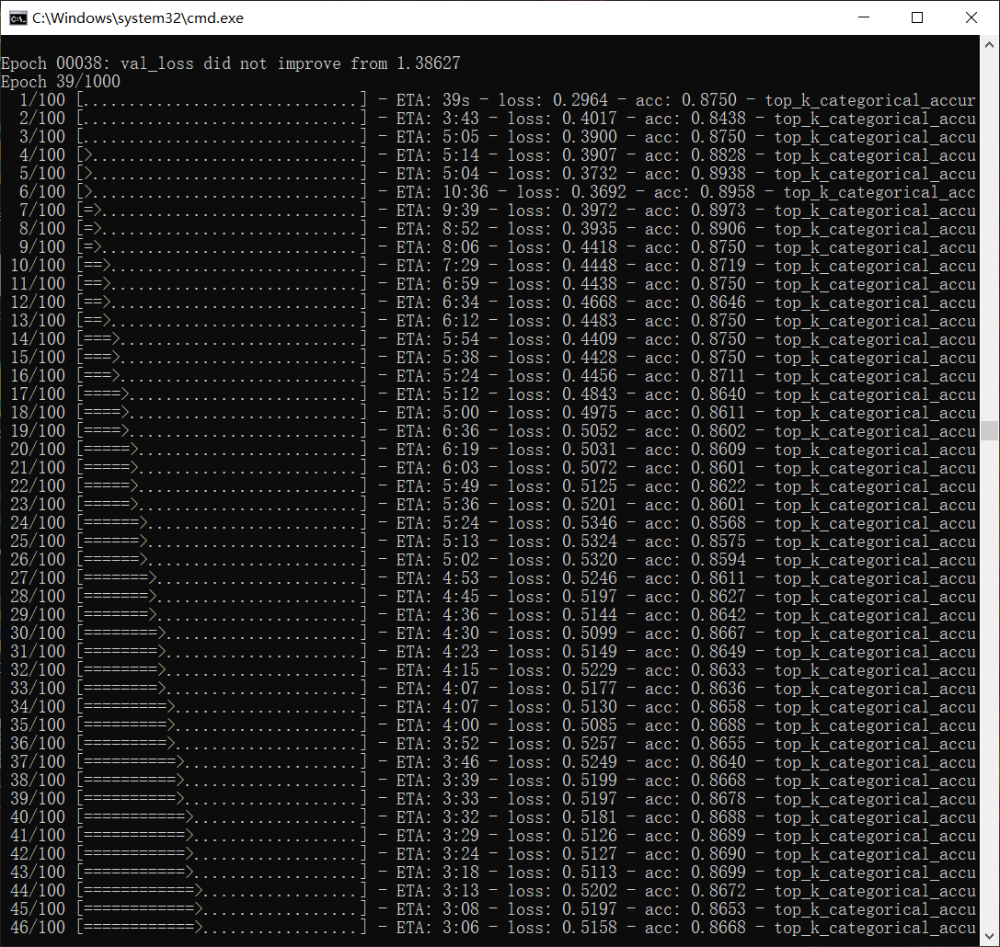 C:\Windows\system32\cmd.exe
Epoch 00038: val_loss did not improve from 1.38627
Epoch 39/1000
1/100 [..............................] - ETA: 39s - loss: 0.2964 - acc: 0.8750 - top_k_categorical_accur
2/100 [..............................] - ETA: 3:43 - loss: 0.4017 - acc: 0.8438 - top_k_categorical_accu
3/100 [..............................] - ETA: 5:05 - loss: 0.3900 - acc: 0.8750 - top_k_categorical_accu
4/100 [>.............................] - ETA: 5:14 - loss: 0.3907 - acc: 0.8828 - top_k_categorical_accu
5/100 [>.............................] - ETA: 5:04 - loss: 0.3732 - acc: 0.8938 - top_k_categorical_accu
6/100 [>.............................] - ETA: 10:36 - loss: 0.3692 - acc: 0.8958 - top_k_categorical_acc
7/100 [=>............................] - ETA: 9:39 - loss: 0.3972 - acc: 0.8973 - top_k_categorical_accu
8/100 [=>............................] - ETA: 8:52 - loss: 0.3935 - acc: 0.8906 - top_k_categorical_accu
9/100 [=>............................] - ETA: 8:06 - loss: 0.4418 - acc: 0.8750 - top_k_categorical_accu
10/100 [==>...........................] - ETA: 7:29 - loss: 0.4448 - acc: 0.8719 - top_k_categorical_accu
11/100 [==>...........................] - ETA: 6:59 - loss: 0.4438 - acc: 0.8750 - top_k_categorical_accu
12/100 [==>...........................] - ETA: 6:34 - loss: 0.4668 - acc: 0.8646 - top_k_categorical_accu
13/100 [==>...........................] - ETA: 6:12 - loss: 0.4483 - acc: 0.8750 - top_k_categorical_accu
14/100 [===>..........................] - ETA: 5:54 - loss: 0.4409 - acc: 0.8750 - top_k_categorical_accu
15/100 [===>..........................] - ETA: 5:38 - loss: 0.4428 - acc: 0.8750 - top_k_categorical_accu
16/100 [===>..........................] - ETA: 5:24 - loss: 0.4456 - acc: 0.8711 - top_k_categorical_accu
17/100 [====>.........................] - ETA: 5:12 - loss: 0.4843 - acc: 0.8640 - top_k_categorical_accu
18/100 [====>.........................] - ETA: 5:00 - loss: 0.4975 - acc: 0.8611 - top_k_categorical_accu
19/100 [====>.........................] - ETA: 6:36 - loss: 0.5052 - acc: 0.8602 - top_k_categorical_accu
20/100 [=====>........................] - ETA: 6:19 - loss: 0.5031 - acc: 0.8609 - top_k_categorical_accu
21/100 [=====>........................] - ETA: 6:03 - loss: 0.5072 - acc: 0.8601 - top_k_categorical_accu
22/100 [=====>........................] - ETA: 5:49 - loss: 0.5125 - acc: 0.8622 - top_k_categorical_accu
23/100 [=====>........................] - ETA: 5:36 - loss: 0.5201 - acc: 0.8601 - top_k_categorical_accu
24/100 [======>.......................] - ETA: 5:24 - loss: 0.5346 - acc: 0.8568 - top_k_categorical_accu
25/100 [======>.......................] - ETA: 5:13 - loss: 0.5324 - acc: 0.8575 - top_k_categorical_accu
26/100 [======>.......................] - ETA: 5:02 - loss: 0.5320 - acc: 0.8594 - top_k_categorical_accu
27/100 [=======>......................] - ETA: 4:53 - loss: 0.5246 - acc: 0.8611 - top_k_categorical_accu
28/100 [=======>......................] - ETA: 4:45 - loss: 0.5197 - acc: 0.8627 - top_k_categorical_accu
29/100 [=======>......................] - ETA: 4:36 - loss: 0.5144 - acc: 0.8642 - top_k_categorical_accu
30/100 [========>.....................] - ETA: 4:30 - loss: 0.5099 - acc: 0.8667 - top_k_categorical_accu
31/100 [========>.....................] - ETA: 4:23 - loss: 0.5149 - acc: 0.8649 - top_k_categorical_accu
32/100 [========>.....................] - ETA: 4:15 - loss: 0.5229 - acc: 0.8633 - top_k_categorical_accu
33/100 [========>.....................] - ETA: 4:07 - loss: 0.5177 - acc: 0.8636 - top_k_categorical_accu
34/100 [=========>....................] - ETA: 4:07 - loss: 0.5130 - acc: 0.8658 - top_k_categorical_accu
35/100 [=========>....................] - ETA: 4:00 - loss: 0.5085 - acc: 0.8688 - top_k_categorical_accu
36/100 [=========>....................] - ETA: 3:52 - loss: 0.5257 - acc: 0.8655 - top_k_categorical_accu
37/100 [==========>...................] - ETA: 3:46 - loss: 0.5249 - acc: 0.8640 - top_k_categorical_accu
38/100 [==========>...................] - ETA: 3:39 - loss: 0.5199 - acc: 0.8668 - top_k_categorical_accu
39/100 [==========>...................] - ETA: 3:33 - loss: 0.5197 - acc: 0.8678 - top_k_categorical_accu
40/100 [===========>..................] - ETA: 3:32 - loss: 0.5181 - acc: 0.8688 - top_k_categorical_accu
41/100 [===========>..................] - ETA: 3:29 - loss: 0.5126 - acc: 0.8689 - top_k_categorical_accu
42/100 [===========>..................] - ETA: 3:24 - loss: 0.5127 - acc: 0.8690 - top_k_categorical_accu
43/100 [===========>..................] - ETA: 3:18 - loss: 0.5113 - acc: 0.8699 - top_k_categorical_accu
44/100 [============>.................] - ETA: 3:13 - loss: 0.5202 - acc: 0.8672 - top_k_categorical_accu
45/100 [============>.................] - ETA: 3:08 - loss: 0.5197 - acc: 0.8653 - top_k_categorical_accu
46/100 [============>.................] - ETA: 3:06 - loss: 0.5158 - acc: 0.8668 - top_k_categorical_accu